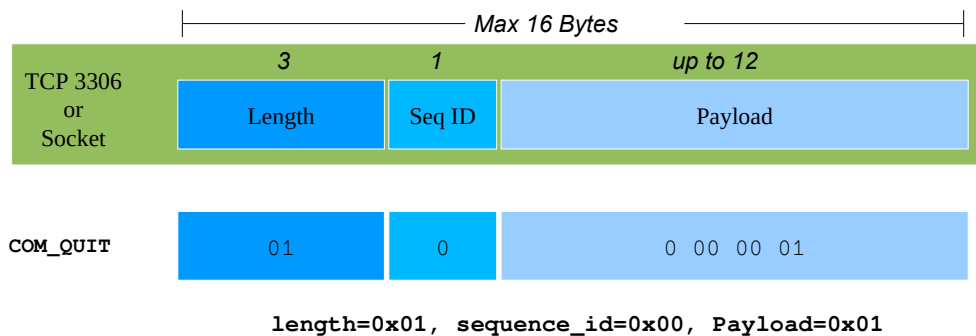 Max 16 Bytes
3 1 up to 12
TCP 3306
or
Socket
Length Seq ID Payload
COM_QUIT 01 0 0 00 00 01
length=0x01, sequence_id=0x00, Payload=0x01